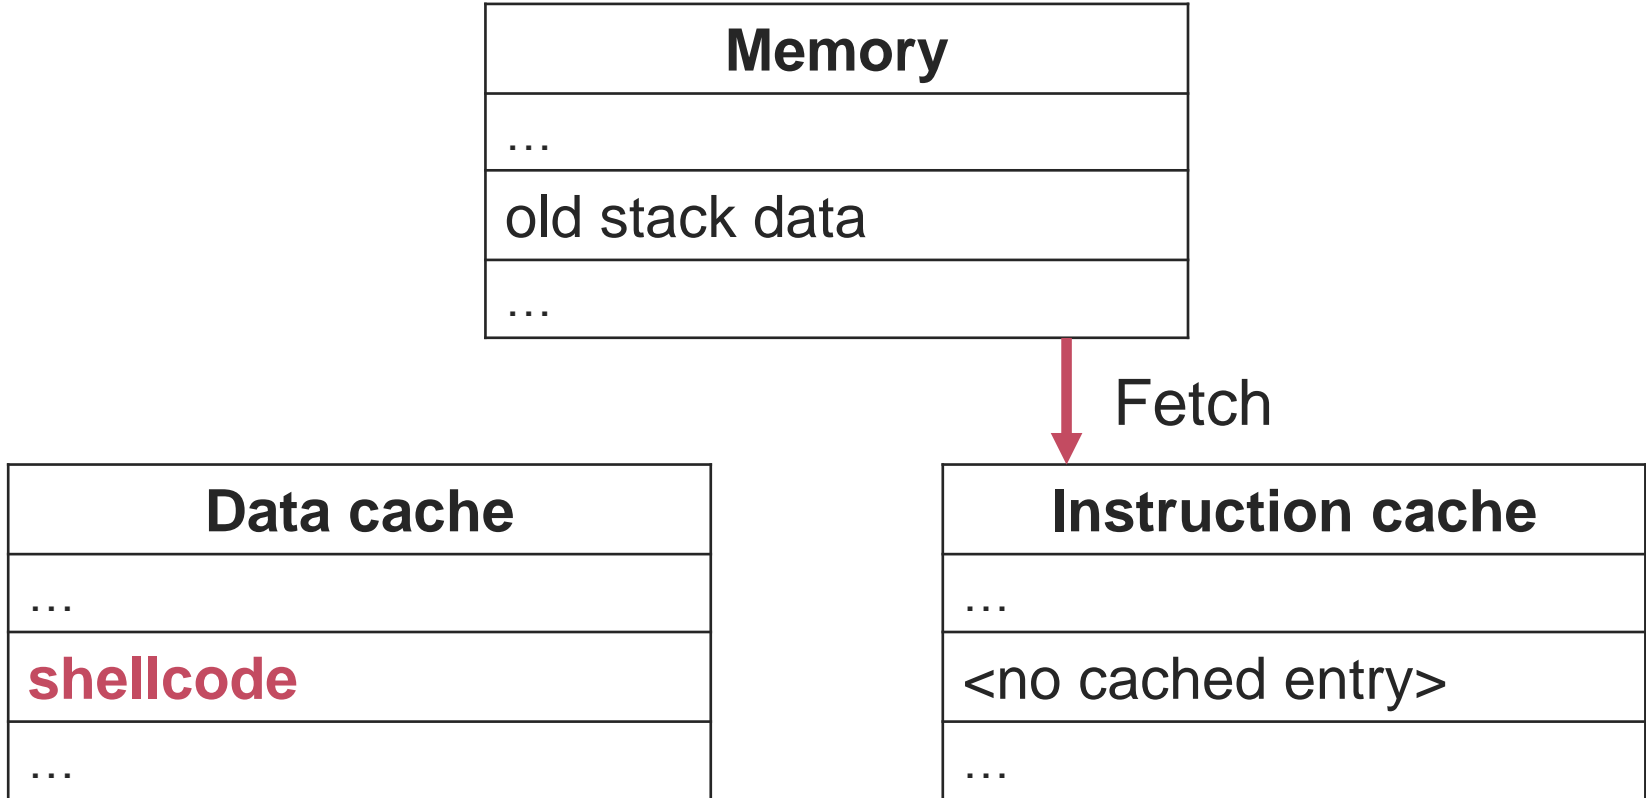 Memory
…
old stack data
…
Fetch
Data cache
…
shellcode
…
Instruction cache
…
<no cached entry>
…